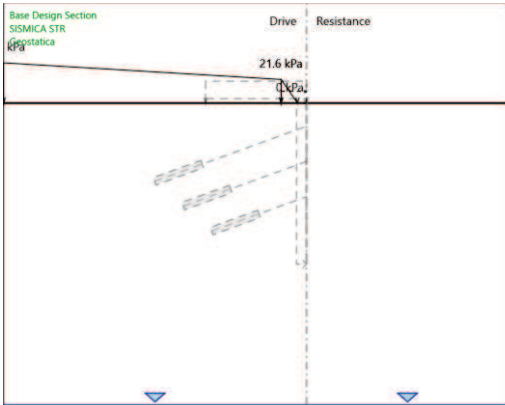 Base Design Section
SISMICA STR
Geostatica
Drive
Resistance
kPa
21.6 kPa
0 kPa